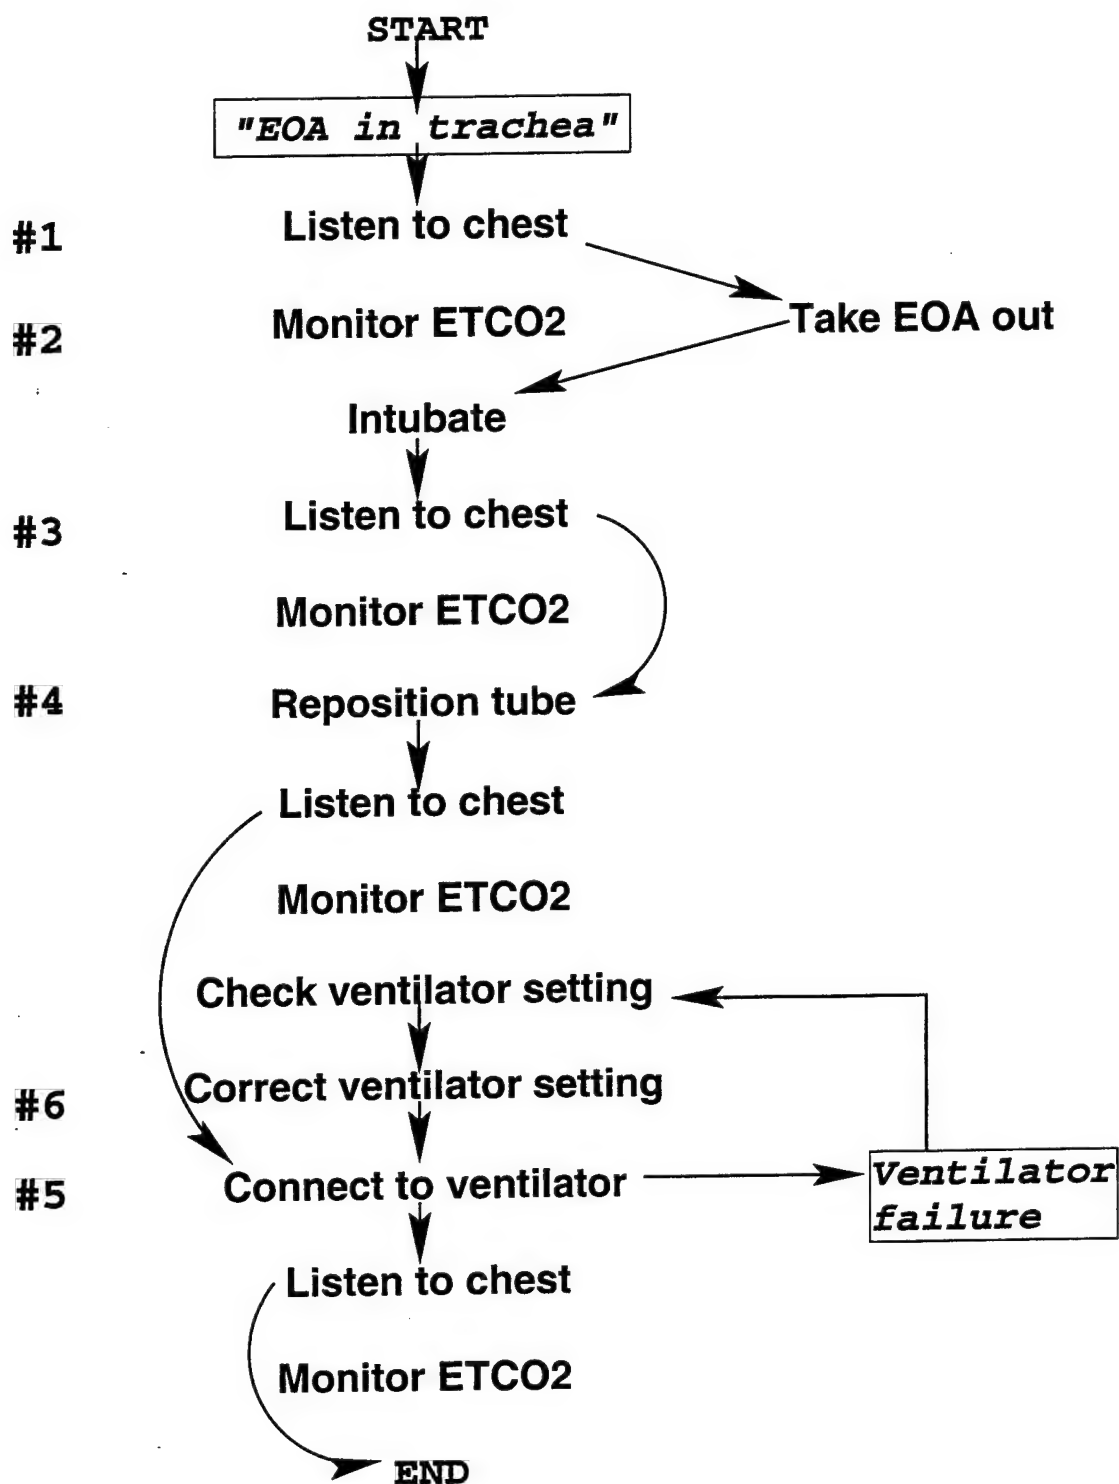 START
"EOA in trachea"
#1 Listen to chest
#2 Monitor ETCO2
Take EOA out
Intubate
#3 Listen to chest
Monitor ETCO2
#4 Reposition tube
Listen to chest
Monitor ETCO2
Check ventilator setting
#6 Correct ventilator setting
#5 Connect to ventilator
Ventilator
failure
Listen to chest
Monitor ETCO2
END